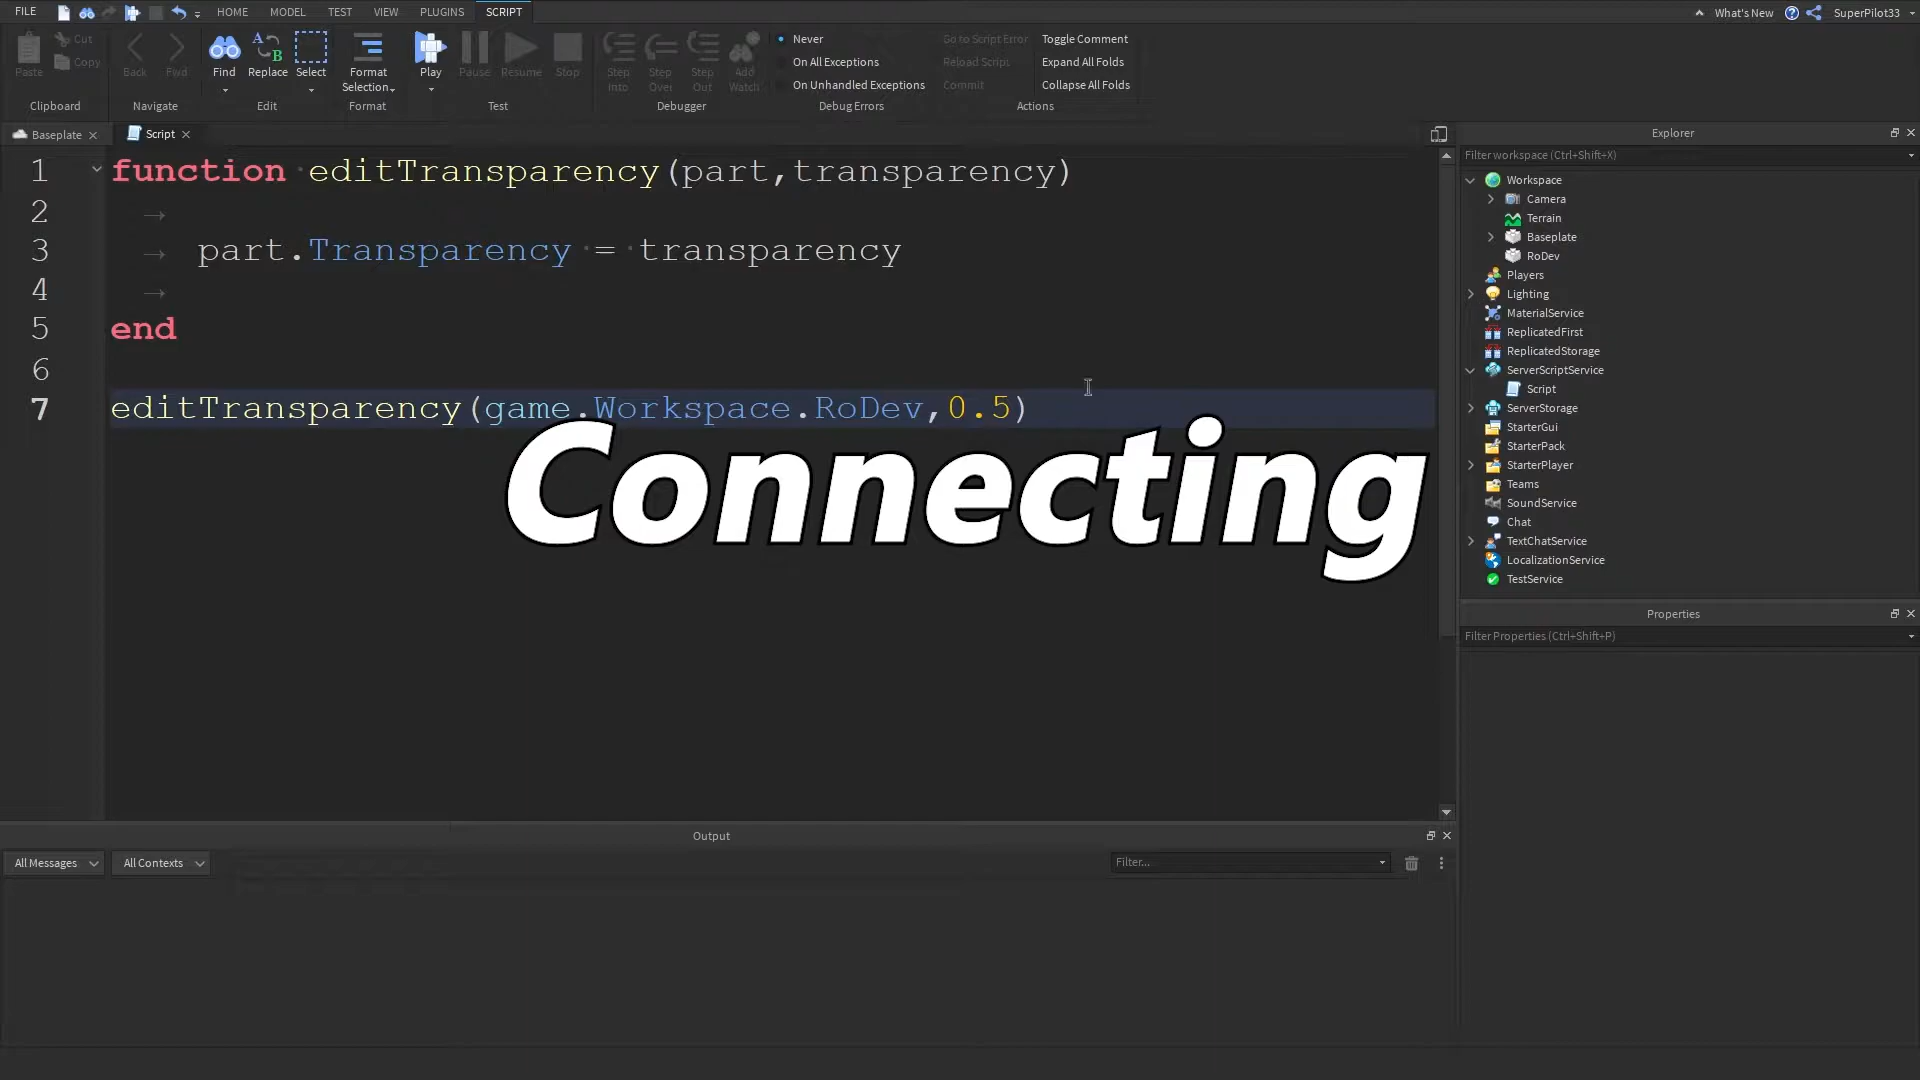 FILE HOME MODEL TEST VIEW PLUGINS SCRIPT What's New SuperPilot33
Paste Cut Copy Back Fwd Find Replace Select Format Selection Play Pause Resume Stop Step Into Step Over Step Out Add Watch
Never Go to Script Error Toggle Comment
On All Exceptions Reload Script Expand All Folds
On Unhandled Exceptions Commit Collapse All Folds
Clipboard Navigate Edit Format Test Debugger Debug Errors Actions
Baseplate Script
1 function editTransparency(part,transparency)
2
3 part.Transparency = transparency
4
5 end
6
7 editTransparency(game.Workspace.RoDev,0.5)
Connecting
Explorer
Filter workspace (Ctrl+Shift+X)
Workspace
Camera
Terrain
Baseplate
RoDev
Players
Lighting
MaterialService
ReplicatedFirst
ReplicatedStorage
ServerScriptService
Script
ServerStorage
StarterGui
StarterPack
StarterPlayer
Teams
SoundService
Chat
TextChatService
LocalizationService
TestService
Properties
Filter Properties (Ctrl+Shift+P)
Output
All Messages All Contexts Filter...